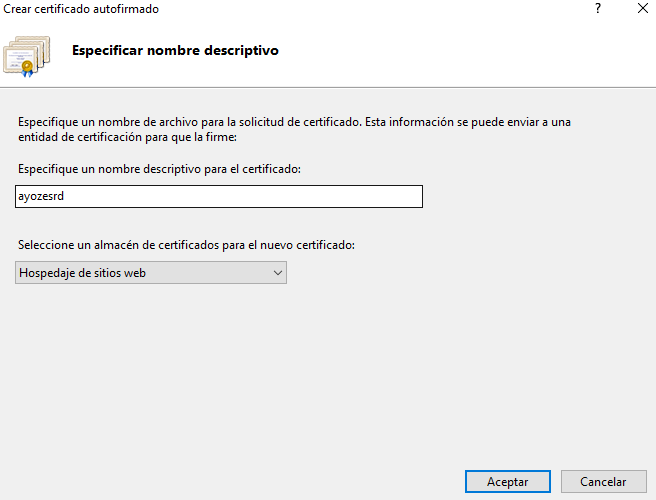 Crear certificado autofirmado
?
Especificar nombre descriptivo
Especifique un nombre de archivo para la solicitud de certificado. Esta información se puede enviar a una
entidad de certificación para que la firme:
Especifique un nombre descriptivo para el certificado:
ayozesrd
Seleccione un almacén de certificados para el nuevo certificado:
Hospedaje de sitios web
Aceptar
Cancelar